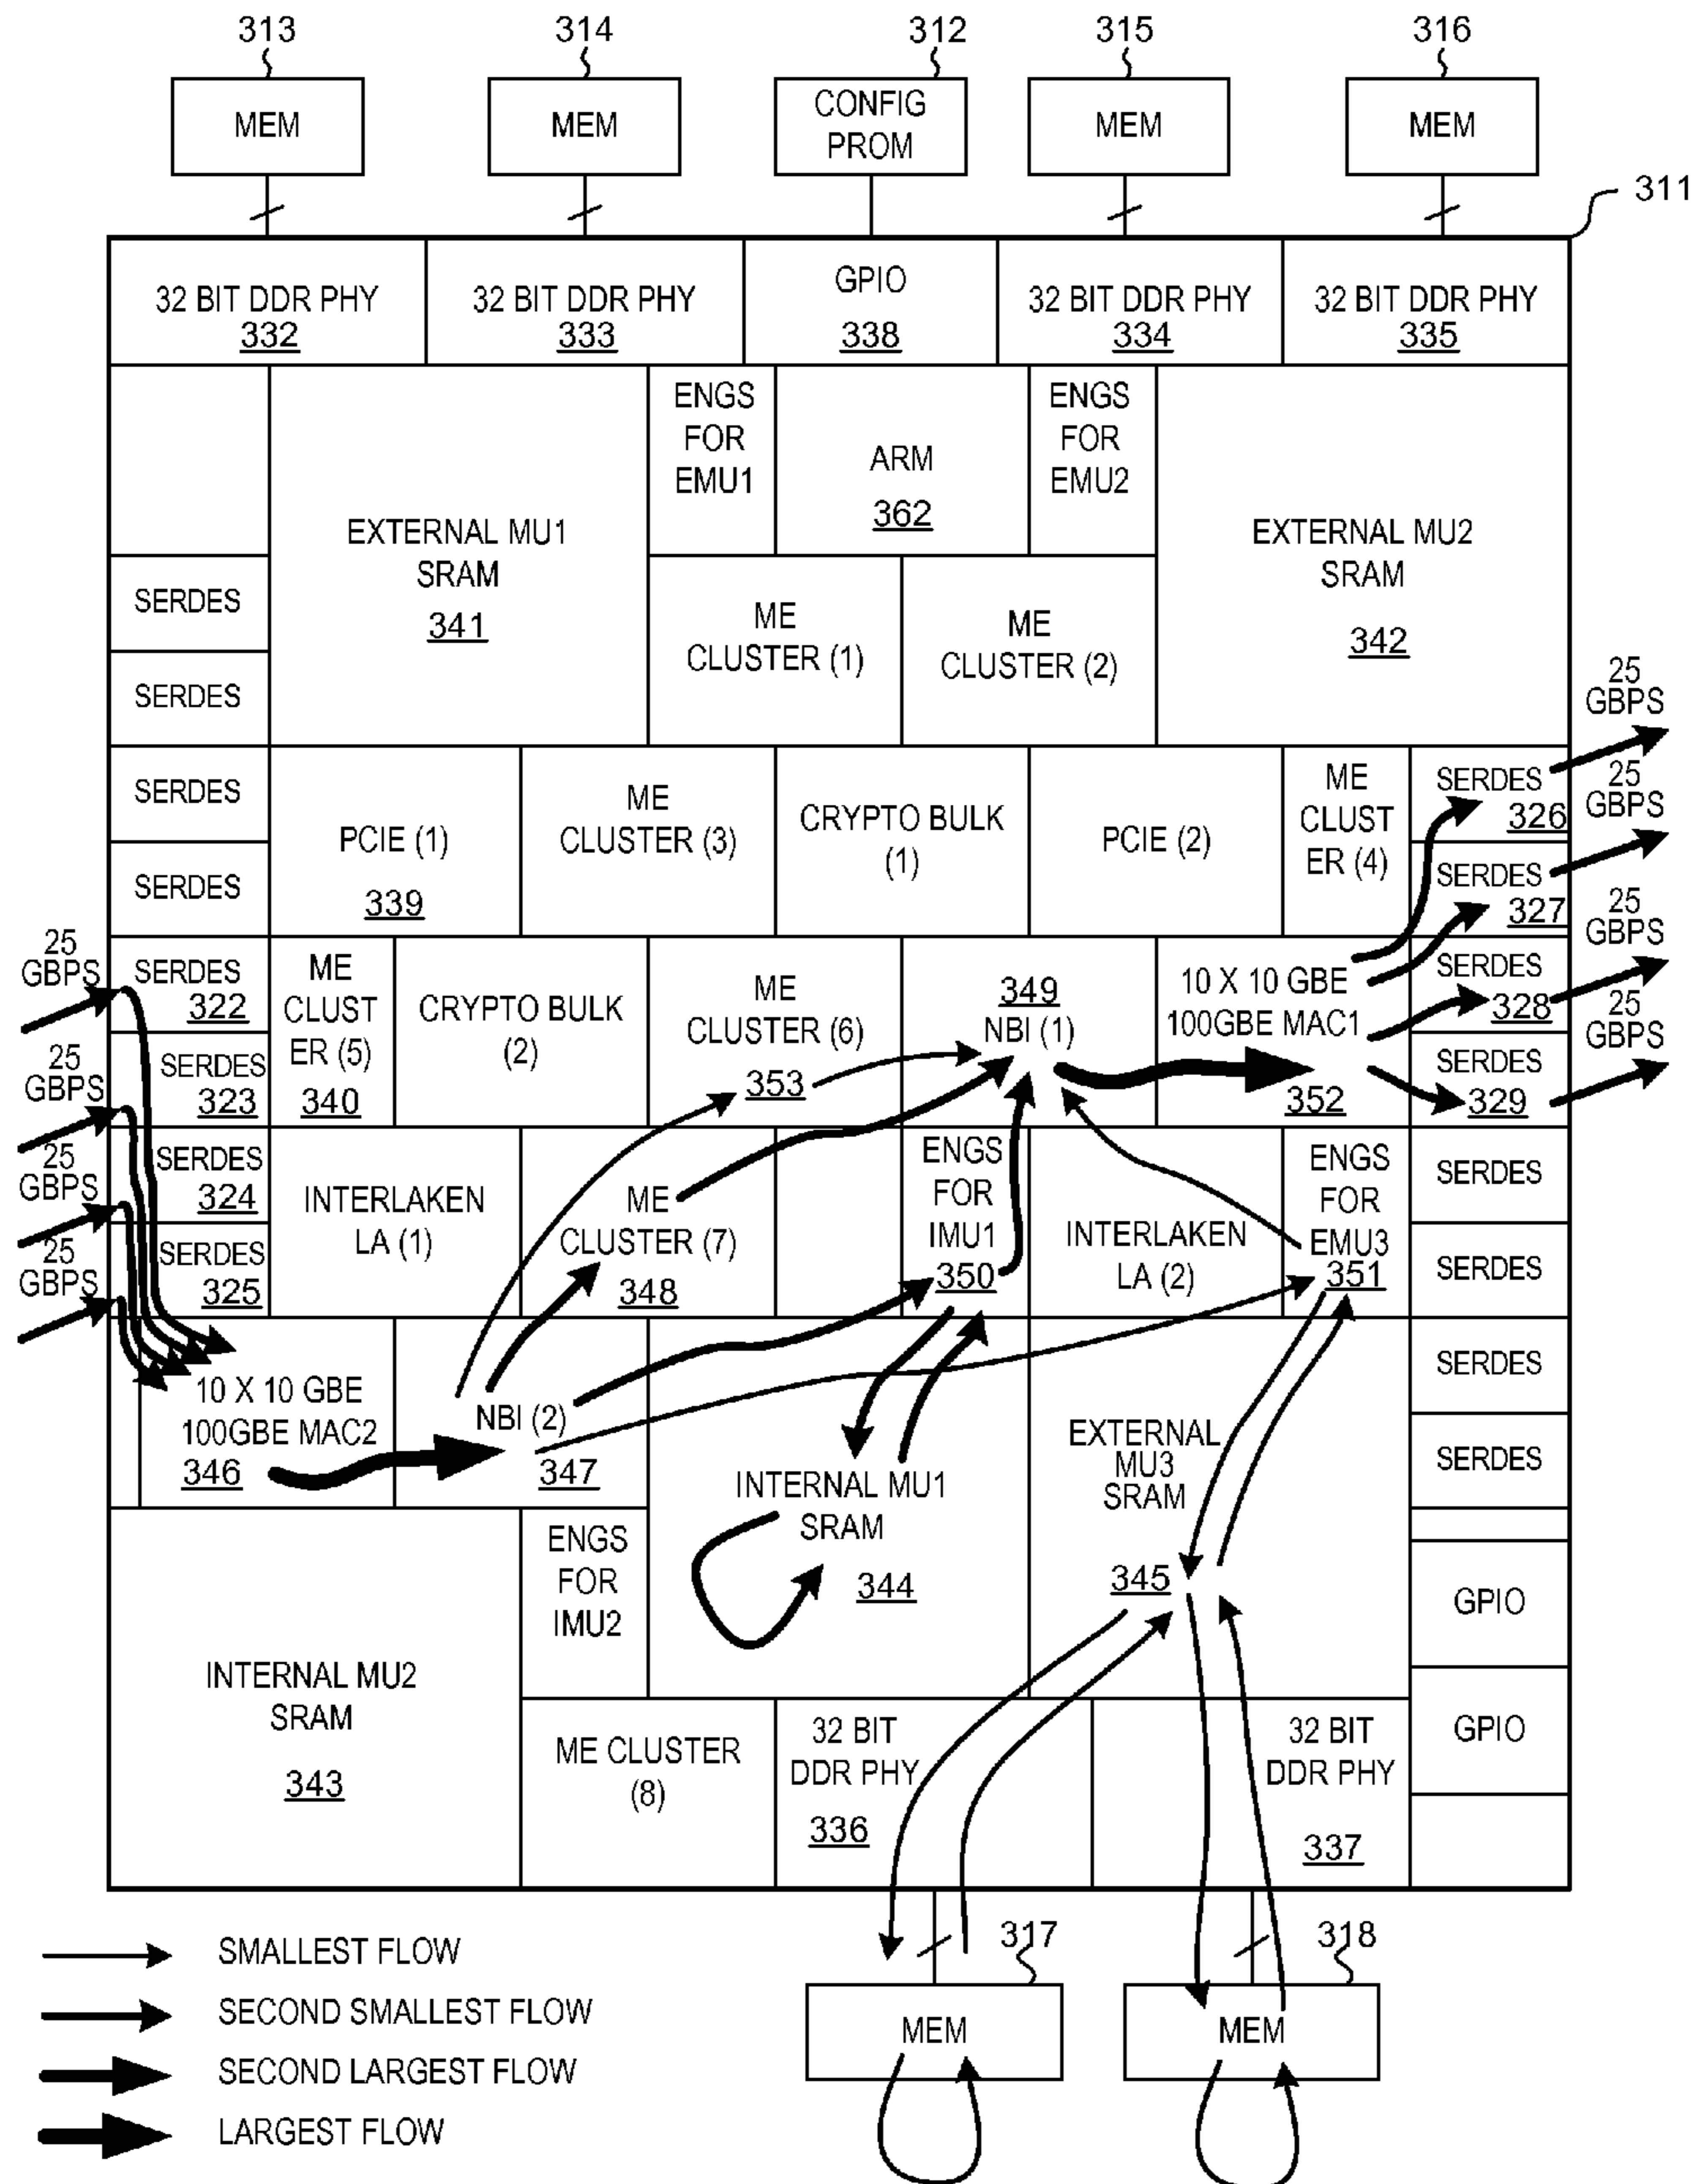 313
314
312
315
316
MEM
MEM
CONFIG
PROM
MEM
MEM
311
32 BIT DDR PHY
332
32 BIT DDR PHY
333
GPIO
338
32 BIT DDR PHY
334
32 BIT DDR PHY
335
EXTERNAL MU1
SRAM
341
ENGS
FOR
EMU1
ARM
362
ENGS
FOR
EMU2
EXTERNAL MU2
SRAM
342
SERDES
SERDES
ME
CLUSTER (1)
ME
CLUSTER (2)
SERDES
SERDES
PCIE (1)
339
ME
CLUSTER (3)
CRYPTO BULK
(1)
PCIE (2)
ME
CLUST
ER (4)
SERDES
326
SERDES
327
25
GBPS
25
GBPS
25
GBPS
25
GBPS
25
GBPS
25
GBPS
25
GBPS
25
GBPS
SERDES
322
SERDES
323
ME
CLUST
ER (5)
340
CRYPTO BULK
(2)
ME
CLUSTER (6)
353
349
NBI (1)
10 X 10 GBE
100GBE MAC1
352
SERDES
328
SERDES
329
SERDES
324
SERDES
325
INTERLAKEN
LA (1)
ME
CLUSTER (7)
348
ENGS
FOR
IMU1
350
INTERLAKEN
LA (2)
ENGS
FOR
EMU3
351
SERDES
SERDES
10 X 10 GBE
100GBE MAC2
346
NBI (2)
347
INTERNAL MU1
SRAM
344
EXTERNAL
MU3
SRAM
345
SERDES
SERDES
INTERNAL MU2
SRAM
343
ENGS
FOR
IMU2
GPIO
GPIO
ME CLUSTER
(8)
32 BIT
DDR PHY
336
32 BIT
DDR PHY
337
317
318
MEM
MEM
SMALLEST FLOW
SECOND SMALLEST FLOW
SECOND LARGEST FLOW
LARGEST FLOW